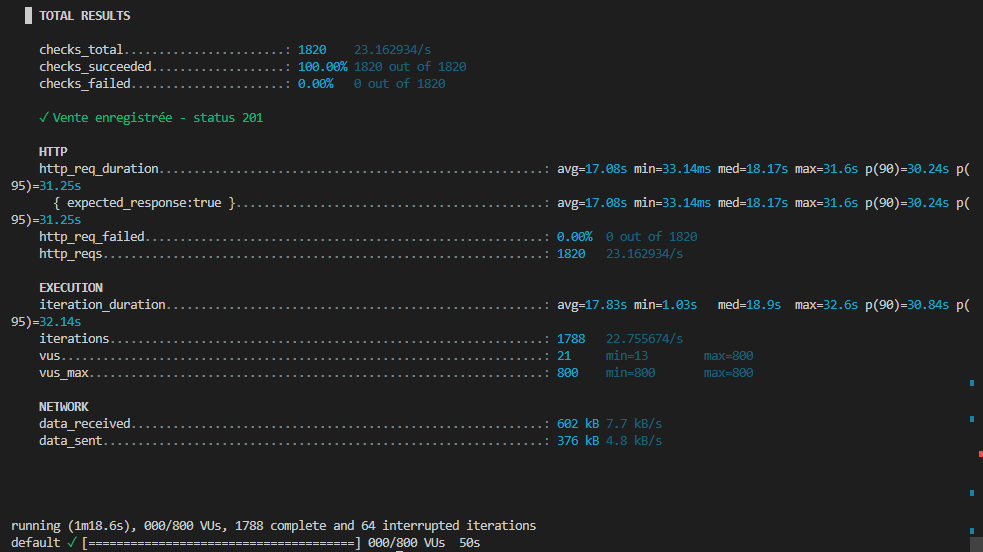 TOTAL RESULTS
checks_total.......................: 1820 23.162934/s
checks_succeeded...................: 100.00% 1820 out of 1820
checks_failed......................: 0.00% 0 out of 1820
✓ Vente enregistrée - status 201
HTTP
http_req_duration.......................................................: avg=17.08s min=33.14ms med=18.17s max=31.6s p(90)=30.24s p(
95)=31.25s
{ expected_response:true }............................................: avg=17.08s min=33.14ms med=18.17s max=31.6s p(90)=30.24s p(
95)=31.25s
http_req_failed.........................................................: 0.00% 0 out of 1820
http_reqs...............................................................: 1820 23.162934/s
EXECUTION
iteration_duration......................................................: avg=17.83s min=1.03s med=18.9s max=32.6s p(90)=30.84s p(
95)=32.14s
iterations..............................................................: 1788 22.755674/s
vus.....................................................................: 21 min=13 max=800
vus_max.................................................................: 800 min=800 max=800
NETWORK
data_received...........................................................: 602 kB 7.7 kB/s
data_sent...............................................................: 376 kB 4.8 kB/s
running (1m18.6s), 000/800 VUs, 1788 complete and 64 interrupted iterations
default ✓ [======================================] 000/800 VUs 50s